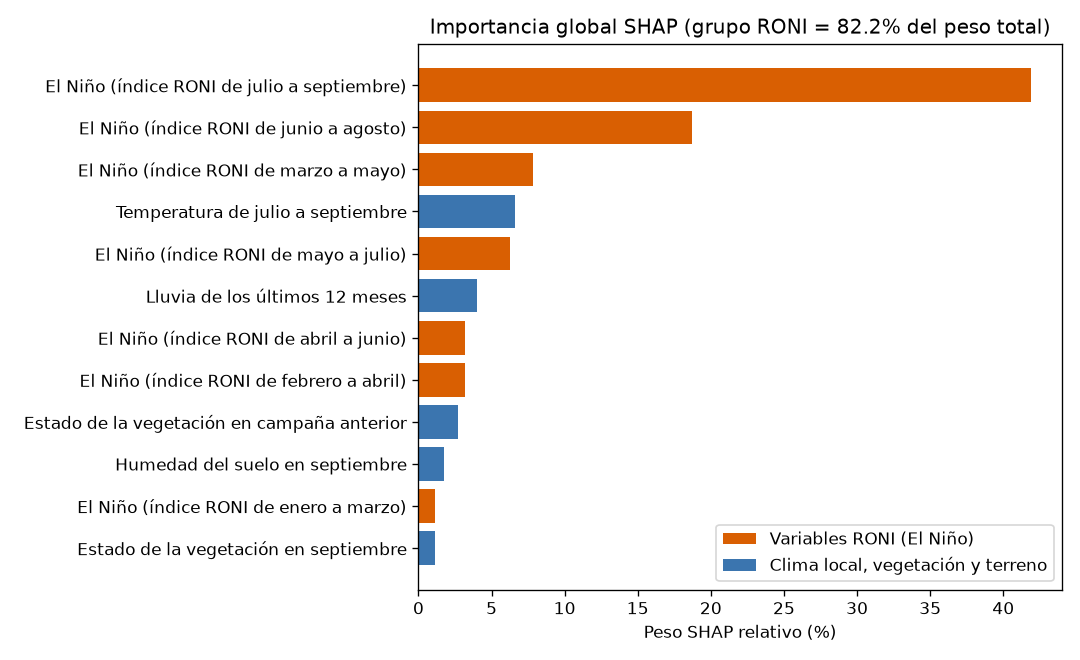 Importancia global SHAP (grupo RONI = 82.2% del peso total)
El Niño (índice RONI de julio a septiembre)
El Niño (índice RONI de junio a agosto)
El Niño (índice RONI de marzo a mayo)
Temperatura de julio a septiembre
El Niño (índice RONI de mayo a julio)
Lluvia de los últimos 12 meses
El Niño (índice RONI de abril a junio)
El Niño (índice RONI de febrero a abril)
Estado de la vegetación en campaña anterior
Humedad del suelo en septiembre
El Niño (índice RONI de enero a marzo)
Estado de la vegetación en septiembre
Variables RONI (El Niño)
Clima local, vegetación y terreno
0 5 10 15 20 25 30 35 40
Peso SHAP relativo (%)